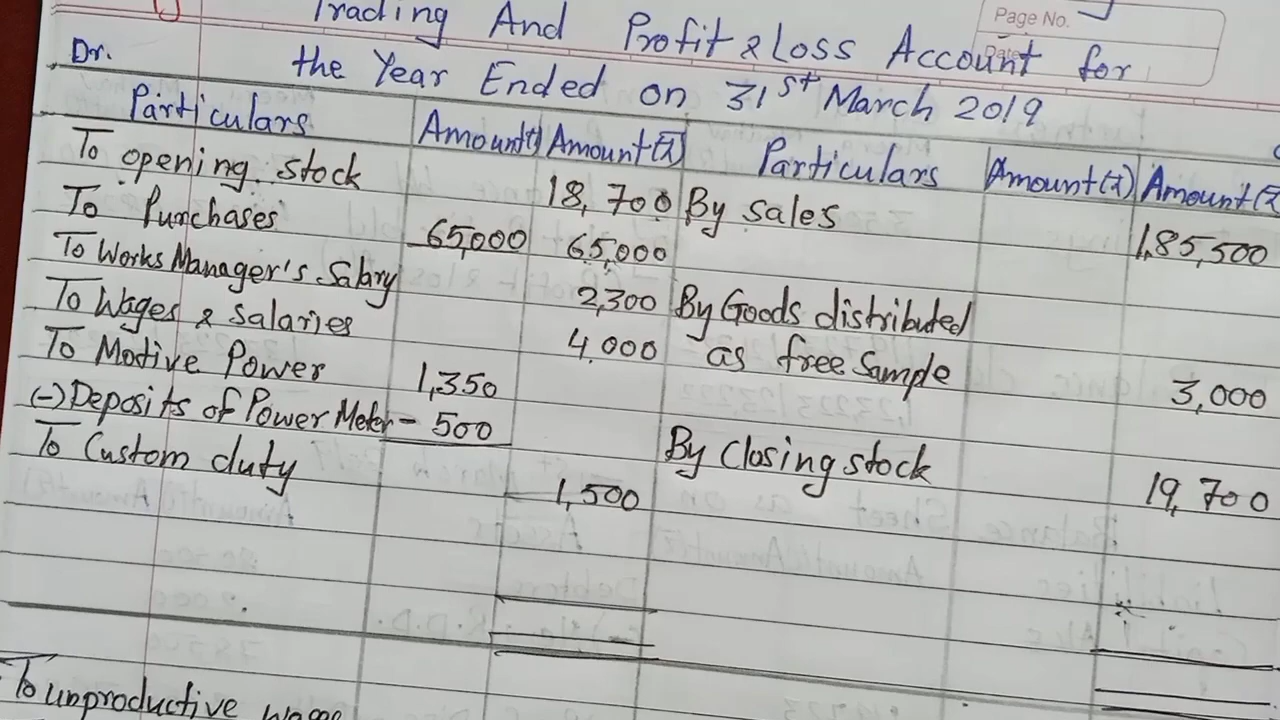 Page No.
Date
Trading And Profit & Loss Account for
the Year Ended on 31st March 2019
Dr.
Particulars Amount(₹) Amount(₹) Particulars Amount(₹) Amount(₹
To opening stock 18,700 By Sales 1,85,500
To Purchases 65,000 65,000
To Works Manager's Salary 2,300 By Goods distributed
To Wages & Salaries 4,000 as free Sample 3,000
To Motive Power 1,350
(-) Deposits of Power Meter - 500 By Closing stock 19,700
To Custom duty 1,500
To unproductive wages